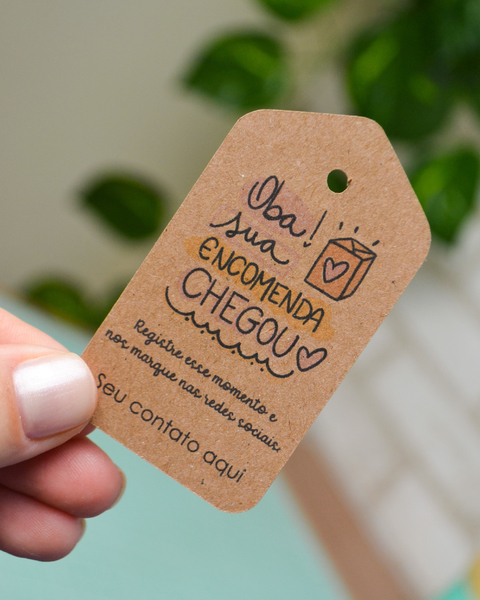 Oba!
sua
ENCOMENDA
CHEGOU
Registre esse momento e
nos marque nas redes sociais
Seu contato aqui